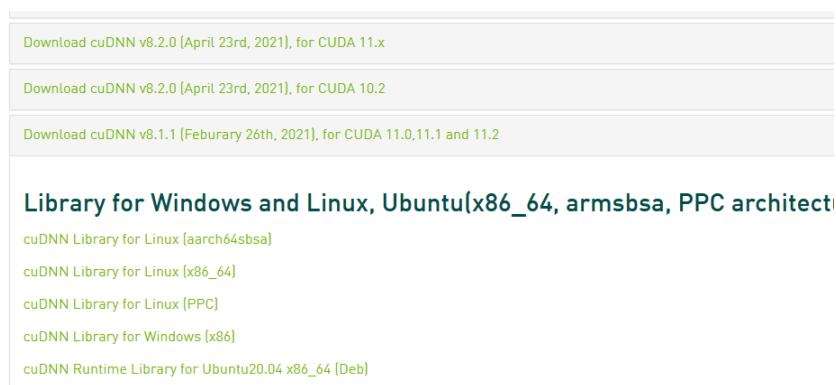 Download cuDNN v8.2.0 (April 23rd, 2021), for CUDA 11.x
Download cuDNN v8.2.0 (April 23rd, 2021), for CUDA 10.2
Download cuDNN v8.1.1 (Feburary 26th, 2021), for CUDA 11.0,11.1 and 11.2
Library for Windows and Linux, Ubuntu(x86_64, armsbsa, PPC
cuDNN Library for Linux (aarch64sbsa)
cuDNN Library for Linux (x86_64)
cuDNN Library for Linux (PPC)
cuDNN Library for Windows (x86)
cuDNN Runtime Library for Ubuntu20.04 x86_64 (Deb)